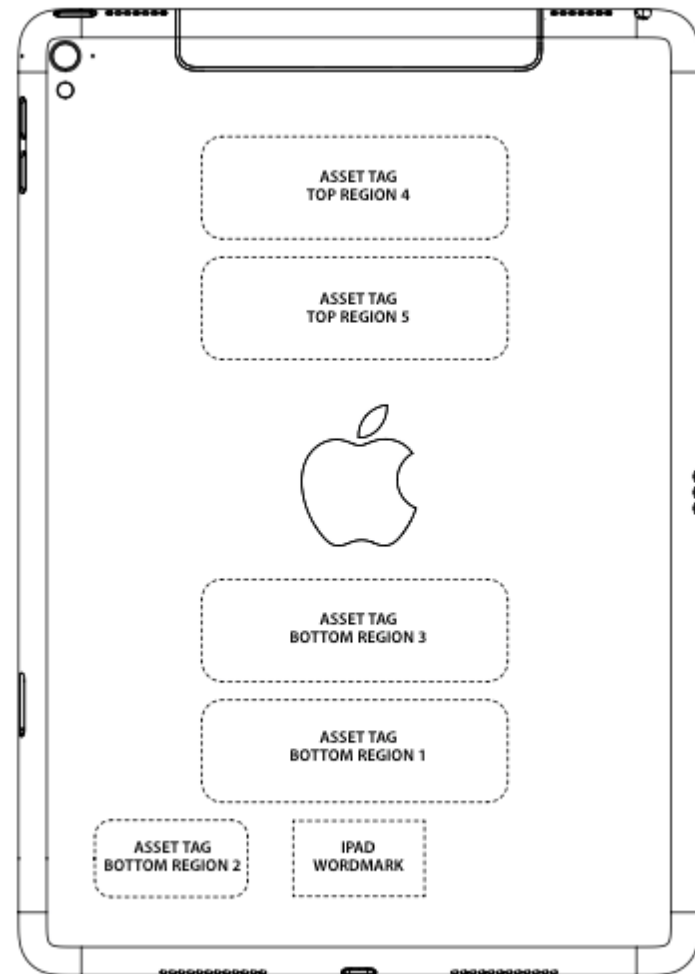 ASSET TAG
TOP REGION 4
ASSET TAG
TOP REGION 5
ASSET TAG
BOTTOM REGION 3
ASSET TAG
BOTTOM REGION 1
ASSET TAG
BOTTOM REGION 2
IPAD
WORDMARK